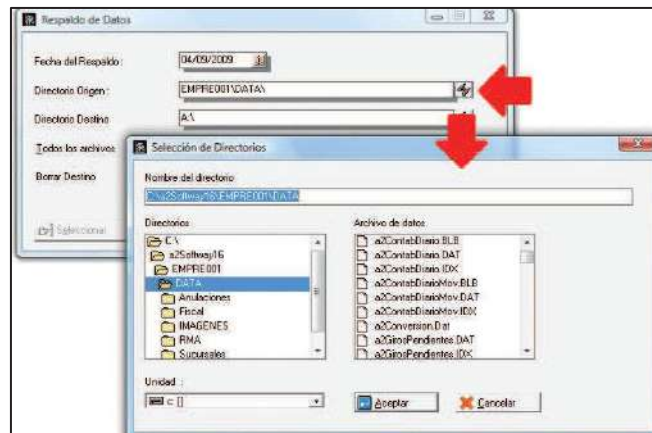 Respaldo de Datos
Fecha del Respaldo :
04/09/2009
Directorio Origen :
EMPRE001\DATA\
Directorio Destino
A:\
Todos los archivos
Borrar Destino
Seleccionar
Selección de Directorios
Nombre del directorio
C:\a2Softway16\EMPRE001\DATA
Directorios
C:\
a2Softway16
EMPRE001
DATA
Anulaciones
Fiscal
IMAGENES
RMA
Sucursales
Archivo de datos
a2ContabDiario.BLB
a2ContabDiario.DAT
a2ContabDiario.IDX
a2ContabDiarioMov.BLB
a2ContabDiarioMov.DAT
a2ContabDiarioMov.IDX
a2Conversion.Dat
a2GirosPendientes.DAT
a2GirosPendientes.IDX
Unidad :
c: []
Aceptar
Cancelar